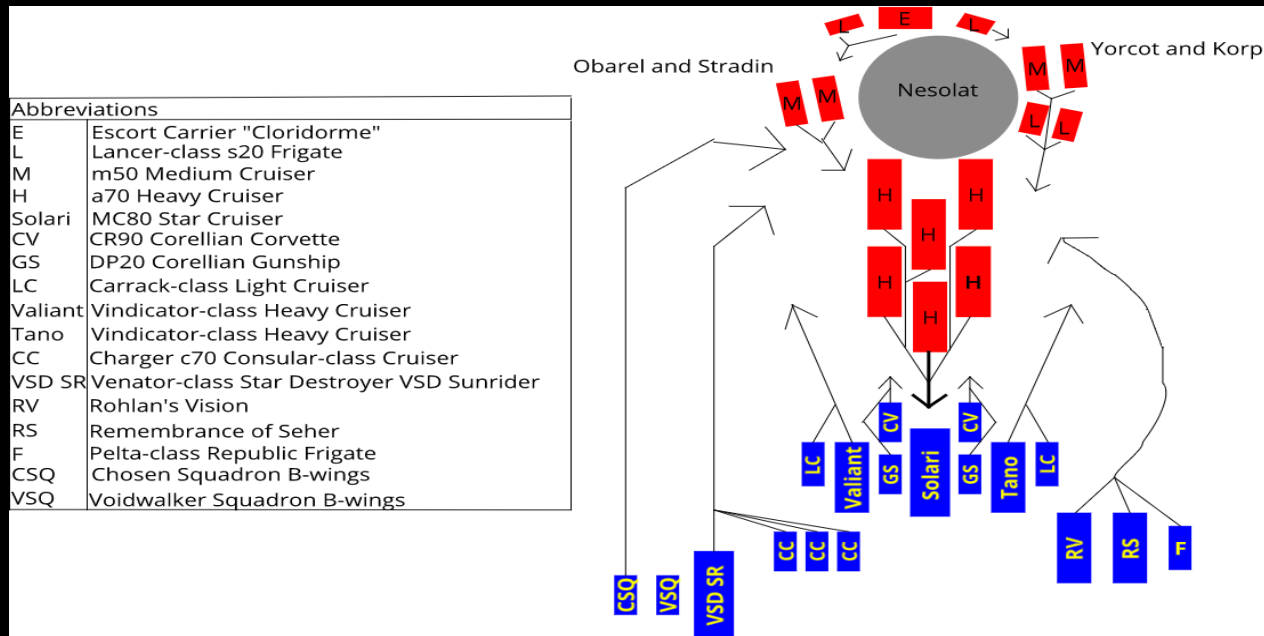 L E L
Yorcot and Korp
Obarel and Stradin
M M
Nesolat
M M
L L
Abbreviations
E Escort Carrier "Cloridorme"
L Lancer-class s20 Frigate
M m50 Medium Cruiser
H a70 Heavy Cruiser
Solari MC80 Star Cruiser
CV CR90 Corellian Corvette
GS DP20 Corellian Gunship
LC Carrack-class Light Cruiser
Valiant Vindicator-class Heavy Cruiser
Tano Vindicator-class Heavy Cruiser
CC Charger c70 Consular-class Cruiser
VSD SR Venator-class Star Destroyer VSD Sunrider
RV Rohlan's Vision
RS Remembrance of Seher
F Pelta-class Republic Frigate
CSQ Chosen Squadron B-wings
VSQ Voidwalker Squadron B-wings
H H
H
H H
H
CV CV
LC Valiant GS Solari GS Tano LC
CC CC CC
RV RS F
CSQ VSQ VSD SR